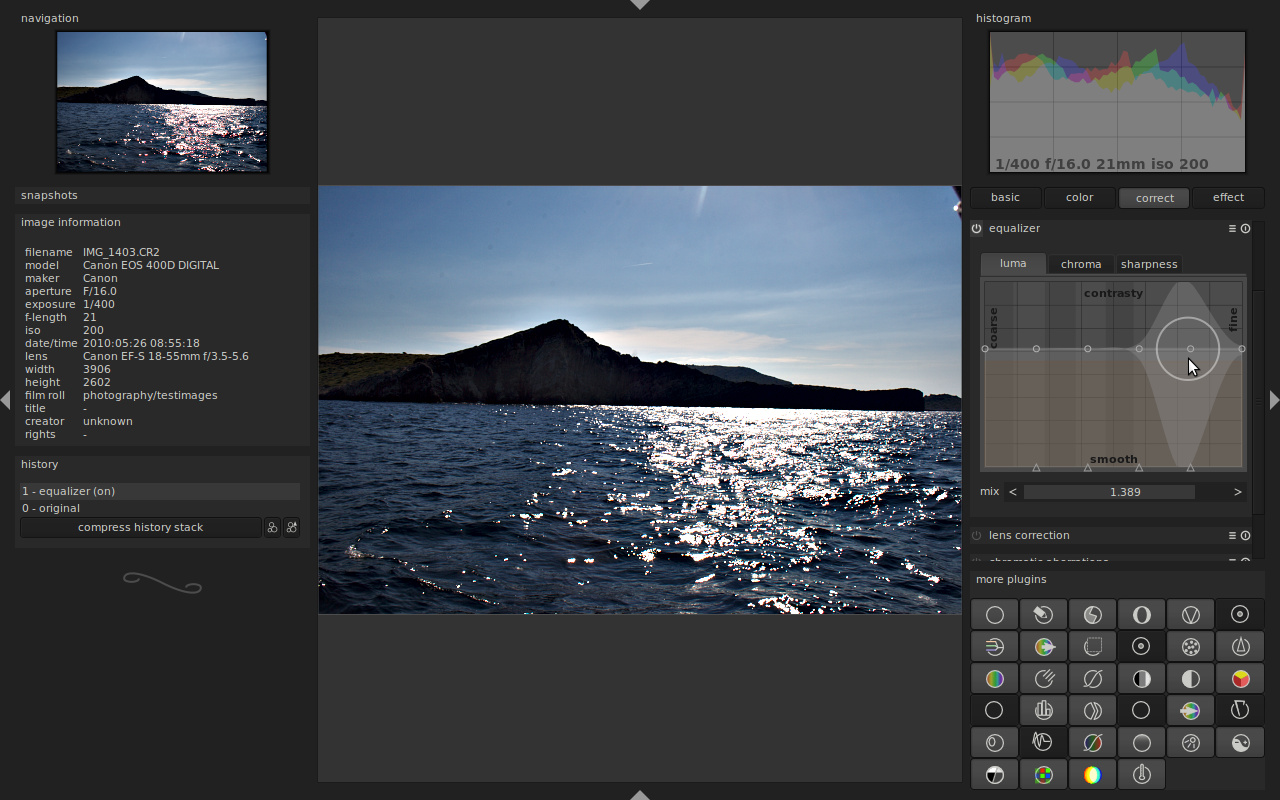 navigation
snapshots
image information
filename IMG_1403.CR2
model Canon EOS 400D DIGITAL
maker Canon
aperture F/16.0
exposure 1/400
f-length 21
iso 200
date/time 2010:05:26 08:55:18
lens Canon EF-S 18-55mm f/3.5-5.6
width 3906
height 2602
film roll photography/testimages
title -
creator unknown
rights -
history
1 - equalizer (on)
0 - original
compress history stack
histogram
1/400 f/16.0 21mm iso 200
basic color correct effect
equalizer
luma chroma sharpness
contrasty
coarse
fine
smooth
mix < 1.389 >
lens correction
more plugins